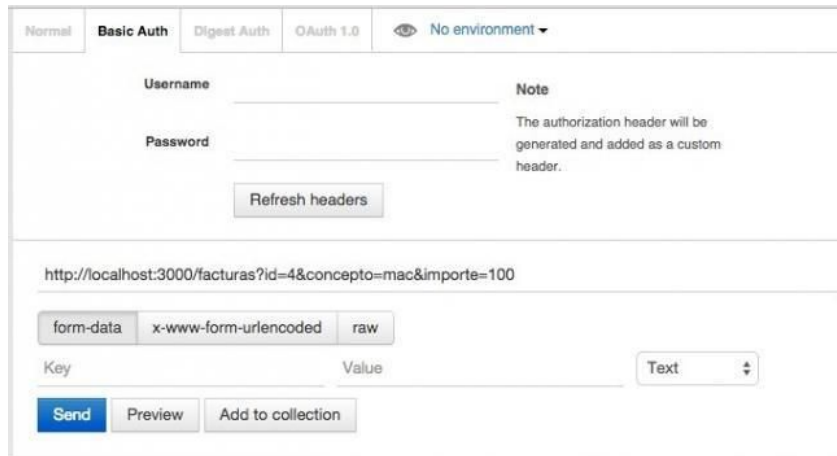 Normal Basic Auth Digest Auth OAuth 1.0 No environment
Username
Note
The authorization header will be
Password
generated and added as a custom
header.
Refresh headers
http://localhost:3000/facturas?id=4&concepto=mac&importe=100
form-data x-www-form-urlencoded raw
Key Value Text
Send Preview Add to collection